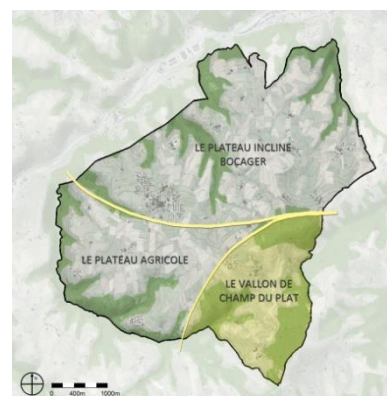 LE PLATEAU INCLINE
BOCAGER
LE PLATEAU AGRICOLE
LE VALLON DE
CHAMP DU PLAT
0 400m 1000m